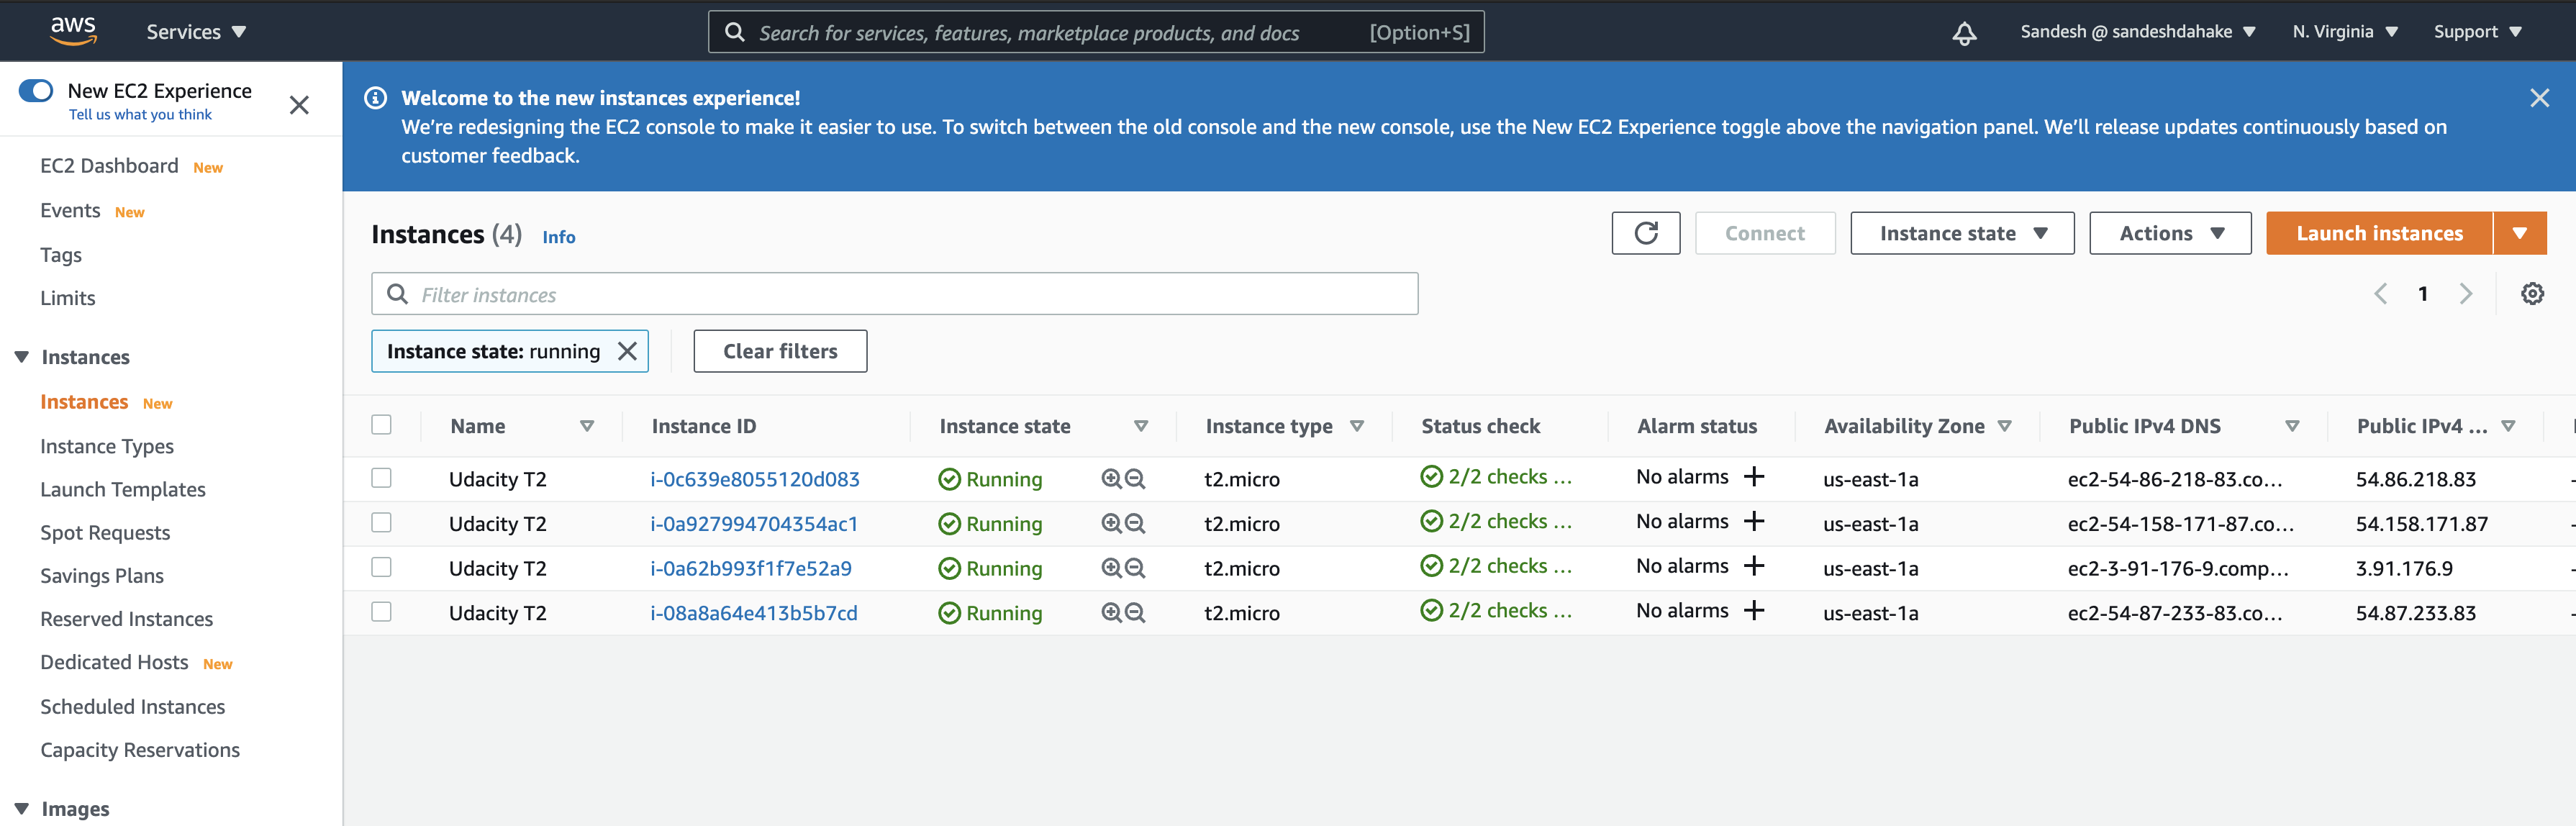 aws Services Search for services, features, marketplace products, and docs [Option+S] Sandesh @ sandeshdahake N. Virginia Support
New EC2 Experience
Tell us what you think
EC2 Dashboard New
Events New
Tags
Limits
Instances
Instances New
Instance Types
Launch Templates
Spot Requests
Savings Plans
Reserved Instances
Dedicated Hosts New
Scheduled Instances
Capacity Reservations
Images
Welcome to the new instances experience!
We're redesigning the EC2 console to make it easier to use. To switch between the old console and the new console, use the New EC2 Experience toggle above the navigation panel. We'll release updates continuously based on
customer feedback.
Instances (4) Info Connect Instance state Actions Launch instances
Filter instances 1
Instance state: running Clear filters
Name Instance ID Instance state Instance type Status check Alarm status Availability Zone Public IPv4 DNS Public IPv4 ...
Udacity T2 i-0c639e8055120d083 Running t2.micro 2/2 checks ... No alarms + us-east-1a ec2-54-86-218-83.co... 54.86.218.83
Udacity T2 i-0a927994704354ac1 Running t2.micro 2/2 checks ... No alarms + us-east-1a ec2-54-158-171-87.co... 54.158.171.87
Udacity T2 i-0a62b993f1f7e52a9 Running t2.micro 2/2 checks ... No alarms + us-east-1a ec2-3-91-176-9.comp... 3.91.176.9
Udacity T2 i-08a8a64e413b5b7cd Running t2.micro 2/2 checks ... No alarms + us-east-1a ec2-54-87-233-83.co... 54.87.233.83